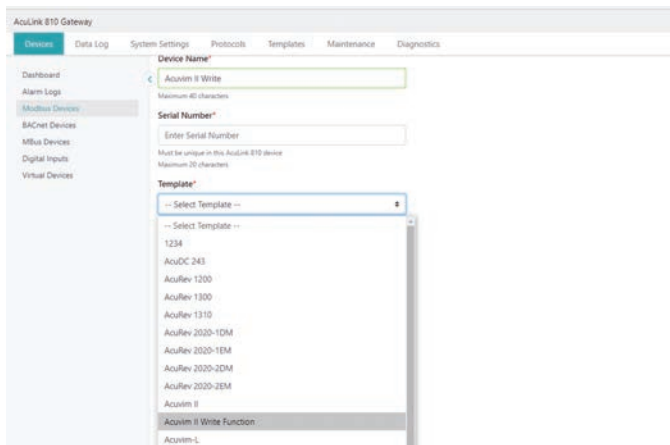 AcuLink 810 Gateway
Devices Data Log System Settings Protocols Templates Maintenance Diagnostics
Dashboard
Alarm Logs
Modbus Devices
BACnet Devices
MBus Devices
Digital Inputs
Virtual Devices
Device Name*
Acuvim II Write
Maximum 40 characters
Serial Number*
Enter Serial Number
Must be unique in this AcuLink 810 device
Maximum 20 characters
Template*
-- Select Template --
-- Select Template --
1234
AcuDC 243
AcuRev 1200
AcuRev 1300
AcuRev 1310
AcuRev 2020-1DM
AcuRev 2020-1EM
AcuRev 2020-2DM
AcuRev 2020-2EM
Acuvim II
Acuvim II Write Function
Acuvim-L